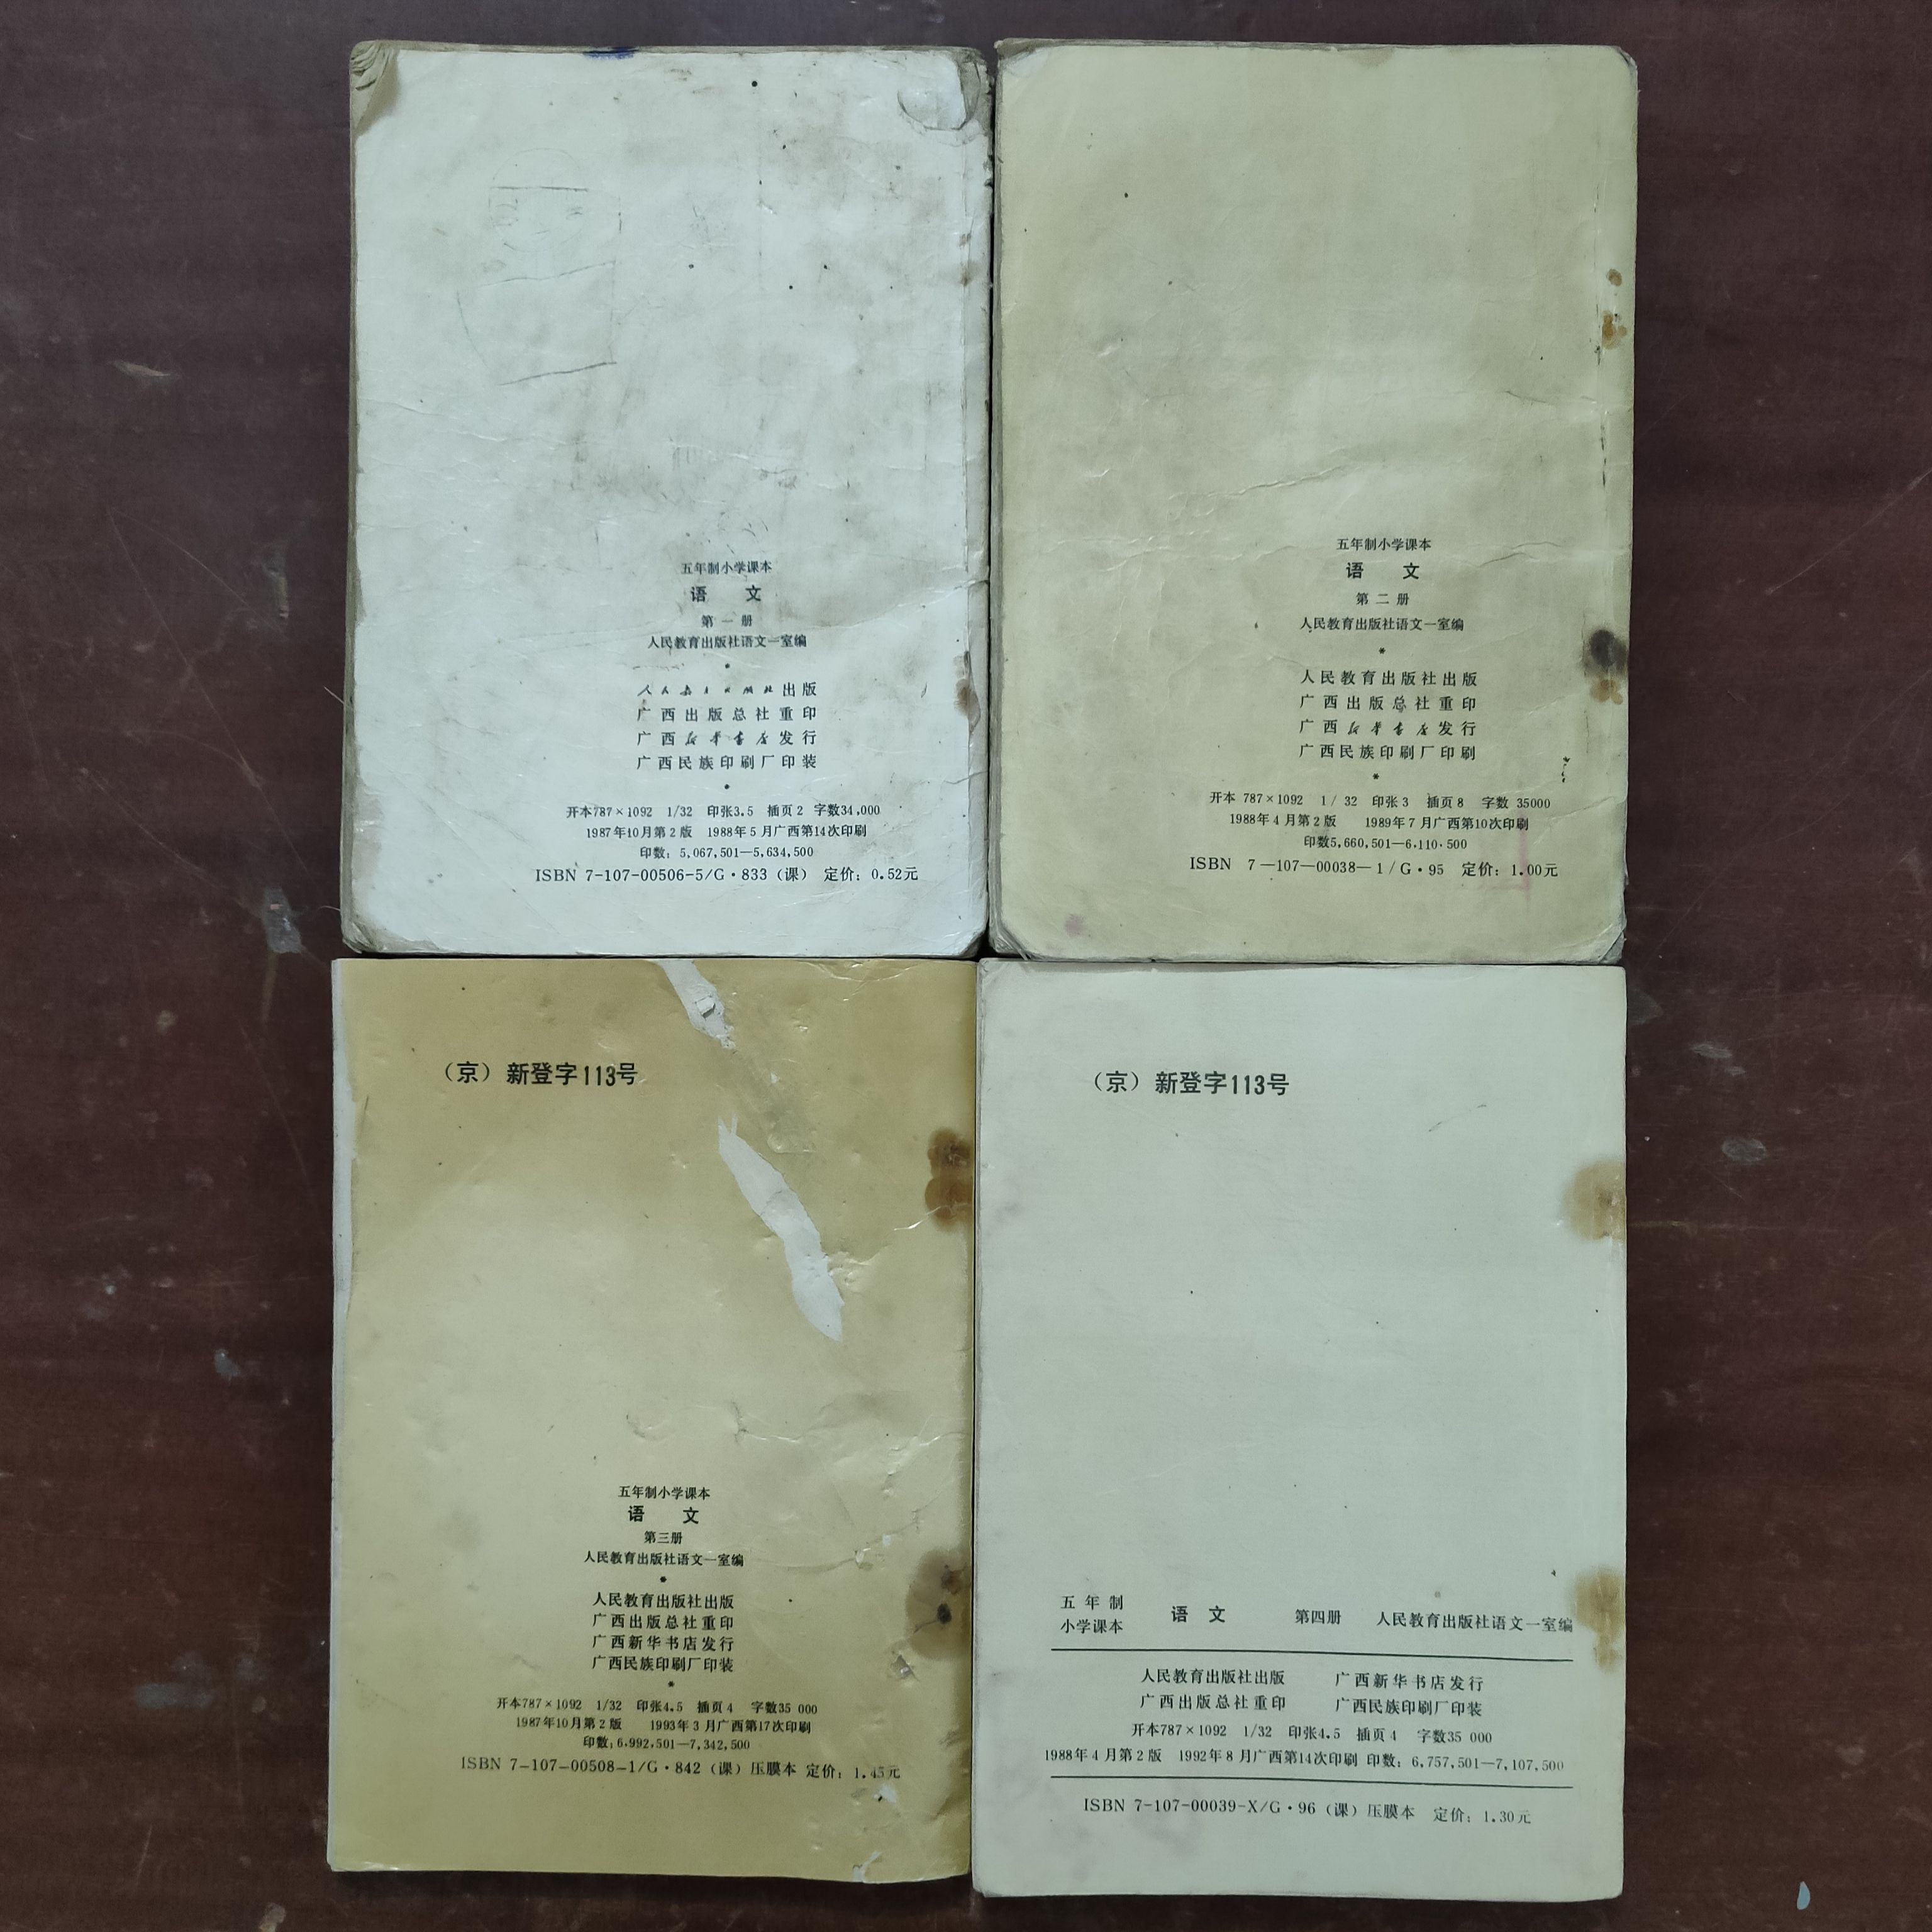 五年制小学课本
语 文
第一册
人民教育出版社语文一室编
*
人民教育出版社出版
广西出版总社重印
广西新华书店发行
广西民族印刷厂印装
*
开本787×1092 1/32 印张3.5 插页2 字数34,000
1987年10月第2版 1988年5月广西第14次印刷
印数：5,067,501—5,634,500
ISBN 7-107-00506-5/G·833（课） 定价：0.52元
五年制小学课本
语 文
第二册
人民教育出版社语文一室编
*
人民教育出版社出版
广西出版总社重印
广西新华书店发行
广西民族印刷厂印刷
*
开本 787×1092 1/32 印张3 插页8 字数 35000
1988年4月第2版 1989年7月广西第10次印刷
印数5,660,501—6.110.500
ISBN 7—107—00038—1/G·95 定价：1.00元
（京）新登字113号
五年制小学课本
语 文
第三册
人民教育出版社语文一室编
*
人民教育出版社出版
广西出版总社重印
广西新华书店发行
广西民族印刷厂印装
*
开本787×1092 1/32 印张4.5 插页4 字数35 000
1987年10月第2版 1993年3月广西第17次印刷
印数：6.992,501—7,342,500
ISBN 7-107-00508-1/G·842（课）压膜本 定价：1.45元
（京）新登字113号
五年制
小学课本 语 文 第四册 人民教育出版社语文一室编
人民教育出版社出版 广西新华书店发行
广西出版总社重印 广西民族印刷厂印装
开本787×1092 1/32 印张4.5 插页4 字数35 000
1988年4月第2版 1992年8月广西第14次印刷 印数：6,757,501—7,107,500
ISBN 7-107-00039-X/G·96（课）压膜本 定价：1.30元